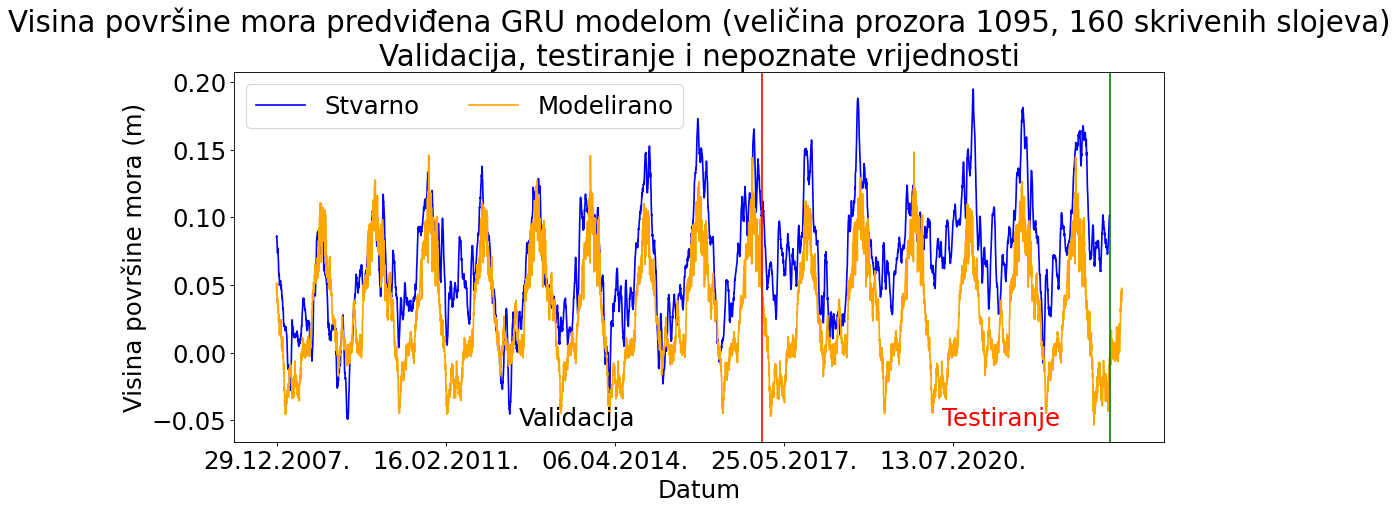 Visina površine mora predviđena GRU modelom (veličina prozora 1095, 160 skrivenih slojeva)
Validacija, testiranje i nepoznate vrijednosti
Stvarno
Modelirano
Visina površine mora (m)
0.20
0.15
0.10
0.05
0.00
−0.05
Validacija
Testiranje
29.12.2007.
16.02.2011.
06.04.2014.
25.05.2017.
13.07.2020.
Datum